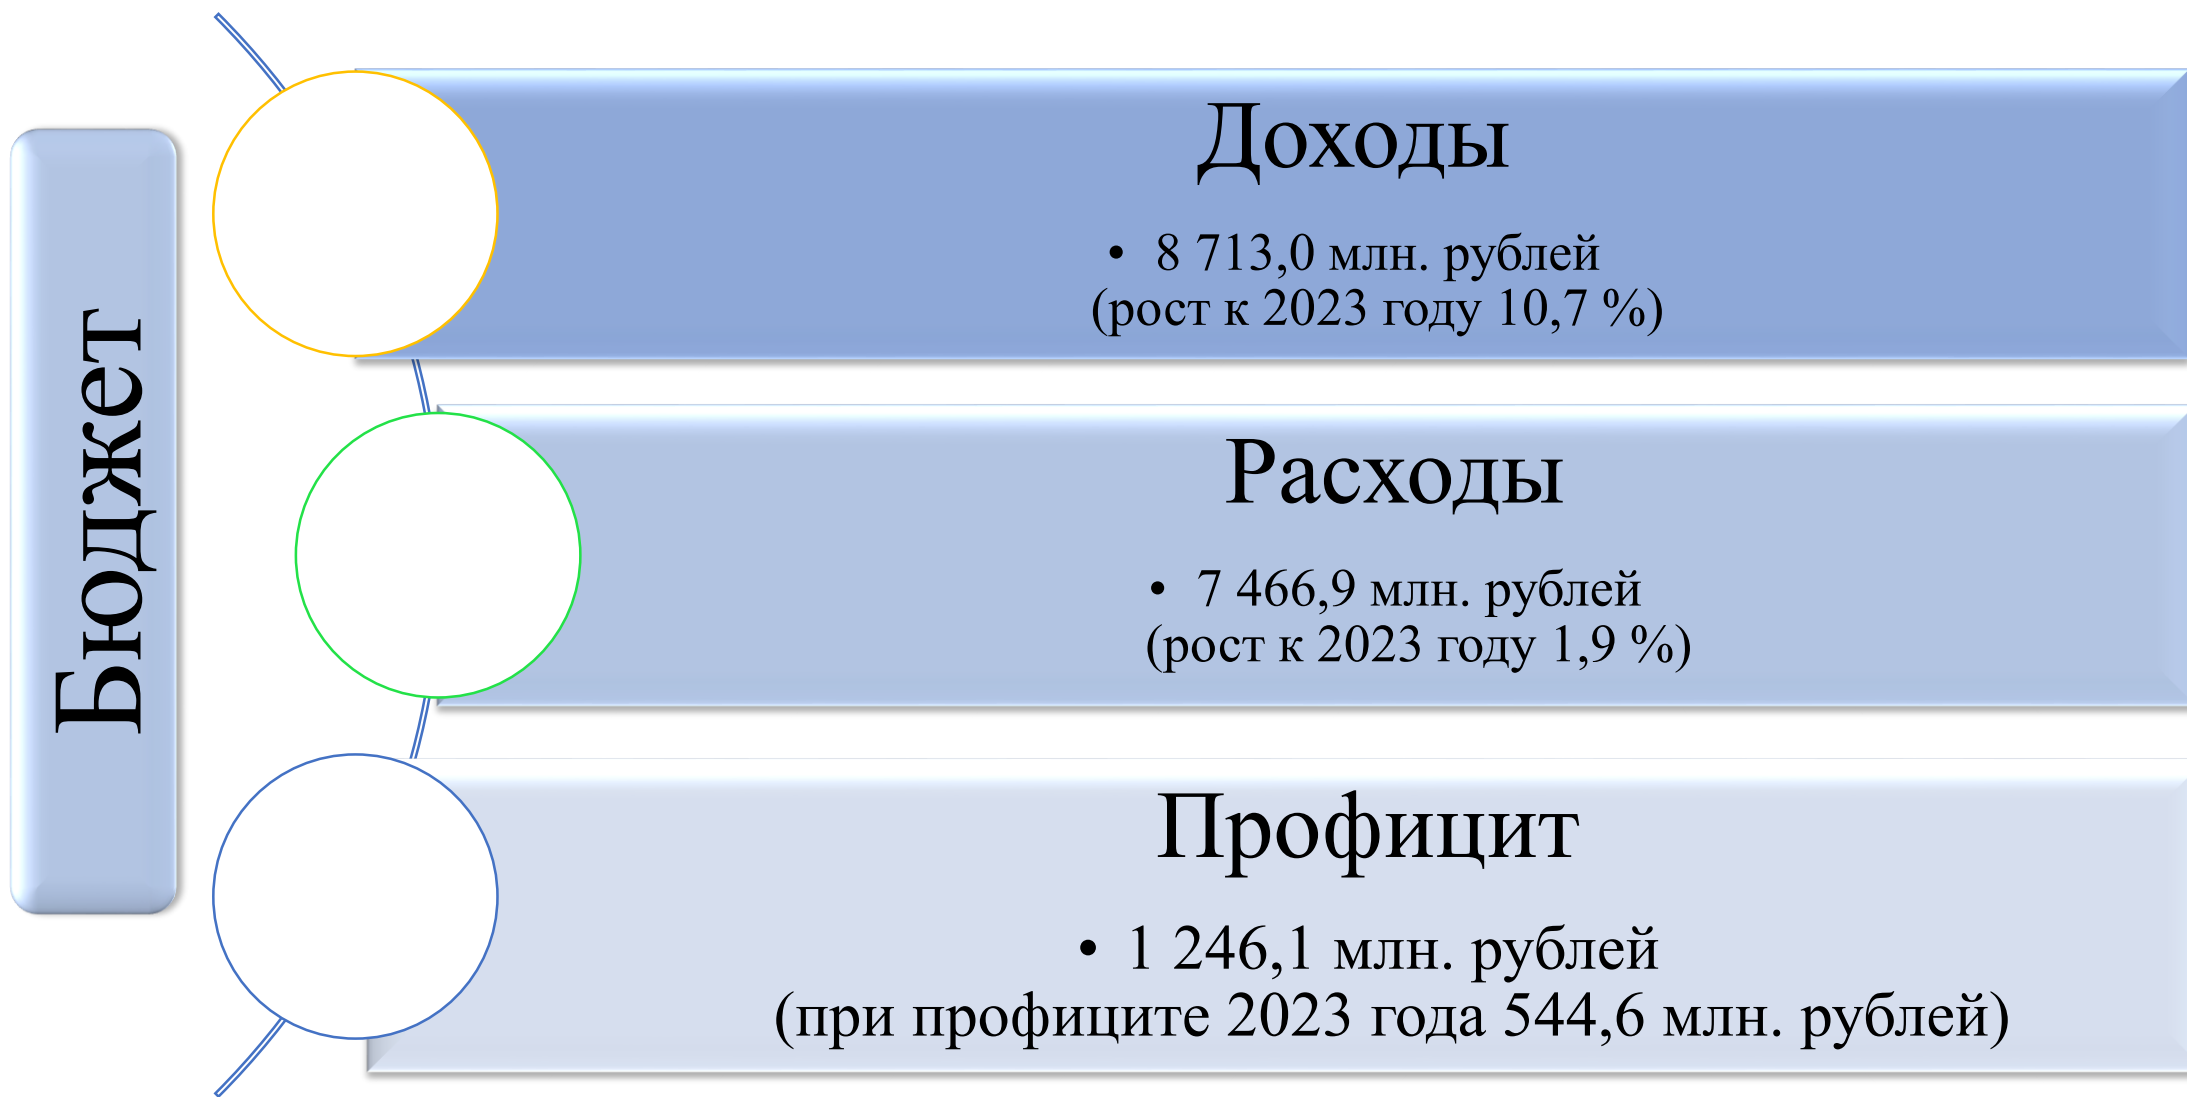 Бюджет
Доходы
• 8 713,0 млн. рублей
(рост к 2023 году 10,7 %)
Расходы
• 7 466,9 млн. рублей
(рост к 2023 году 1,9 %)
Профицит
• 1 246,1 млн. рублей
(при профиците 2023 года 544,6 млн. рублей)